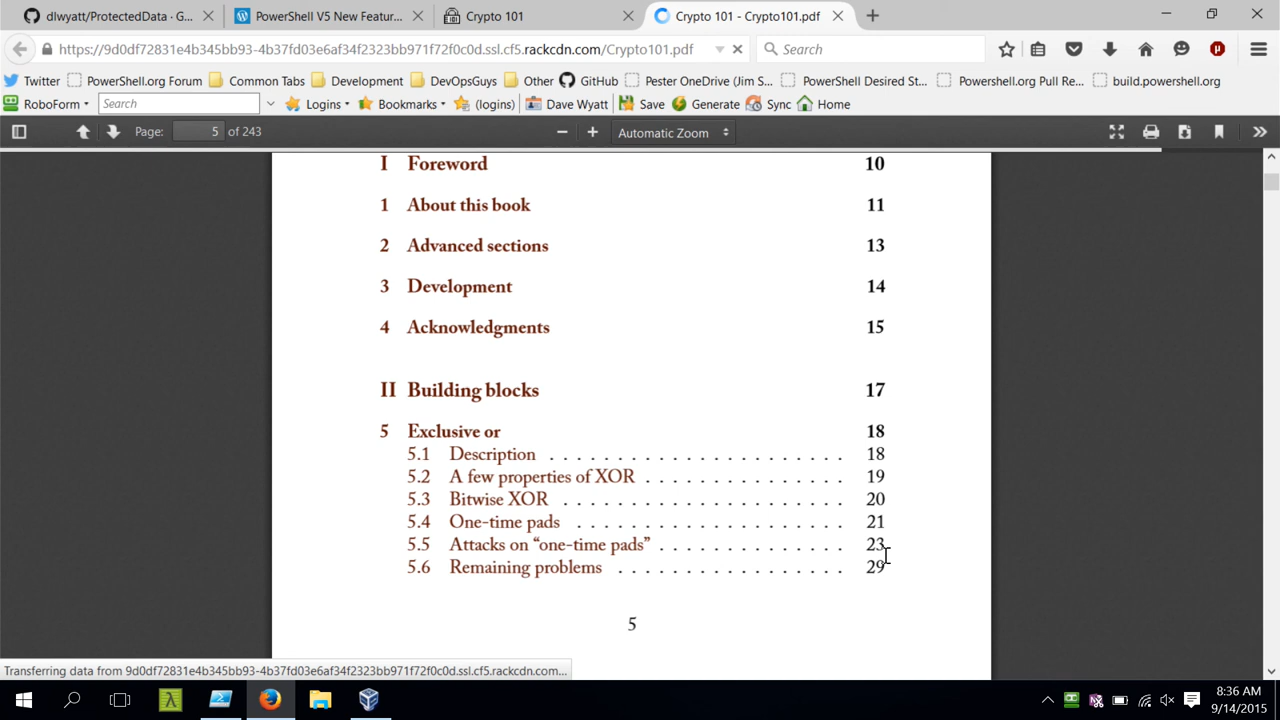 dlwyatt/ProtectedData · G...
PowerShell V5 New Featur...
Crypto 101
Crypto 101 - Crypto101.pdf
https://9d0df72831e4b345bb93-4b37fd03e6af34f2323bb971f72f0c0d.ssl.cf5.rackcdn.com/Crypto101.pdf
Search
Twitter
PowerShell.org Forum
Common Tabs
Development
DevOpsGuys
Other
GitHub
Pester OneDrive (Jim S...
PowerShell Desired St...
Powershell.org Pull Re...
build.powershell.org
RoboForm
Search
Logins
Bookmarks
(logins)
Dave Wyatt
Save
Generate
Sync
Home
Page: 5 of 243
Automatic Zoom
I Foreword 10
1 About this book 11
2 Advanced sections 13
3 Development 14
4 Acknowledgments 15
II Building blocks 17
5 Exclusive or 18
5.1 Description . . . . . . . . . . . . . . . . . . . . . . 18
5.2 A few properties of XOR . . . . . . . . . . . . . . . 19
5.3 Bitwise XOR . . . . . . . . . . . . . . . . . . . . . 20
5.4 One-time pads . . . . . . . . . . . . . . . . . . . . 21
5.5 Attacks on “one-time pads” . . . . . . . . . . . . . . 23
5.6 Remaining problems . . . . . . . . . . . . . . . . . 29
5
Transferring data from 9d0df72831e4b345bb93-4b37fd03e6af34f2323bb971f72f0c0d.ssl.cf5.rackcdn.com...
8:36 AM
9/14/2015